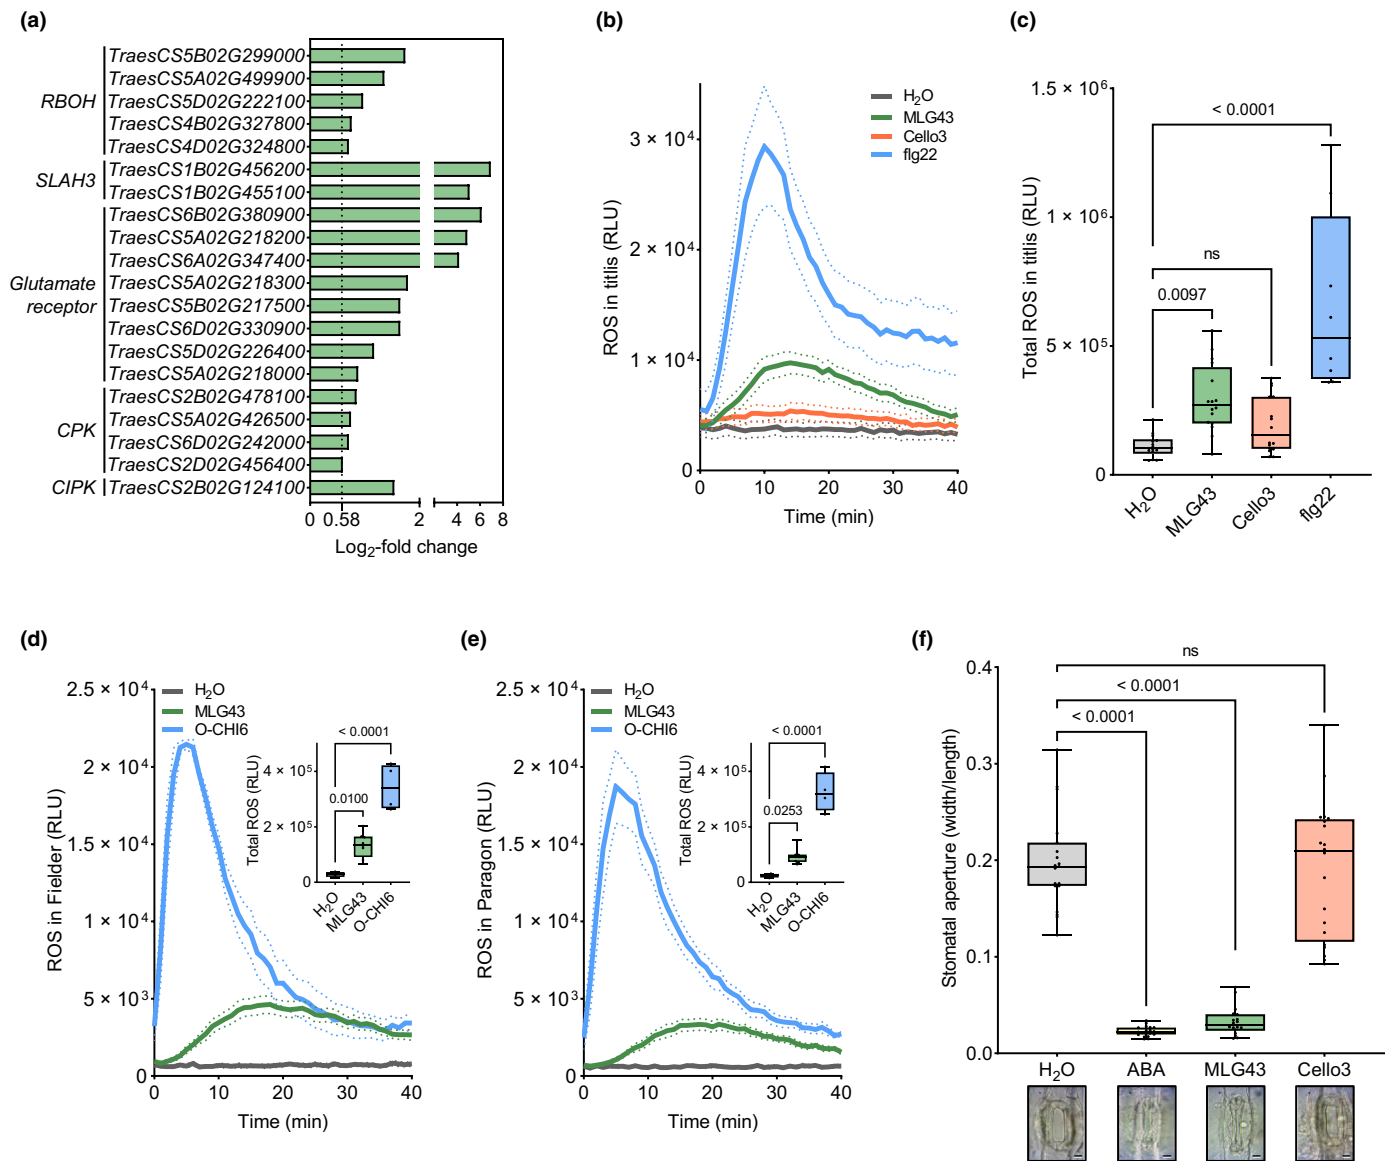 (a)
RBOH
TraesCS5B02G299000
TraesCS5A02G499900
TraesCS5D02G222100
TraesCS4B02G327800
TraesCS4D02G324800
SLAH3
TraesCS1B02G456200
TraesCS1B02G455100
Glutamate
receptor
TraesCS6B02G380900
TraesCS5A02G218200
TraesCS6A02G347400
TraesCS5A02G218300
TraesCS5B02G217500
TraesCS6D02G330900
TraesCS5D02G226400
TraesCS5A02G218000
CPK
TraesCS2B02G478100
TraesCS5A02G426500
TraesCS6D02G242000
TraesCS2D02G456400
CIPK
TraesCS2B02G124100
0 0.58 2 4 6 8
Log₂-fold change
(b)
ROS in titlis (RLU)
3 × 10⁴
2 × 10⁴
1 × 10⁴
0
H₂O
MLG43
Cello3
flg22
0 10 20 30 40
Time (min)
(c)
Total ROS in titlis (RLU)
1.5 × 10⁶
1 × 10⁶
5 × 10⁵
0
< 0.0001
ns
0.0097
H₂O
MLG43
Cello3
flg22
(d)
ROS in Fielder (RLU)
2.5 × 10⁴
2 × 10⁴
1.5 × 10⁴
1 × 10⁴
5 × 10³
0
H₂O
MLG43
O-CHI6
Total ROS (RLU)
4 × 10⁵
2 × 10⁵
0
< 0.0001
0.0100
H₂O
MLG43
O-CHI6
0 10 20 30 40
Time (min)
(e)
ROS in Paragon (RLU)
2.5 × 10⁴
2 × 10⁴
1.5 × 10⁴
1 × 10⁴
5 × 10³
0
H₂O
MLG43
O-CHI6
Total ROS (RLU)
4 × 10⁵
2 × 10⁵
0
< 0.0001
0.0253
H₂O
MLG43
O-CHI6
0 10 20 30 40
Time (min)
(f)
Stomatal aperture (width/length)
0.4
0.3
0.2
0.1
0.0
ns
< 0.0001
< 0.0001
H₂O ABA MLG43 Cello3